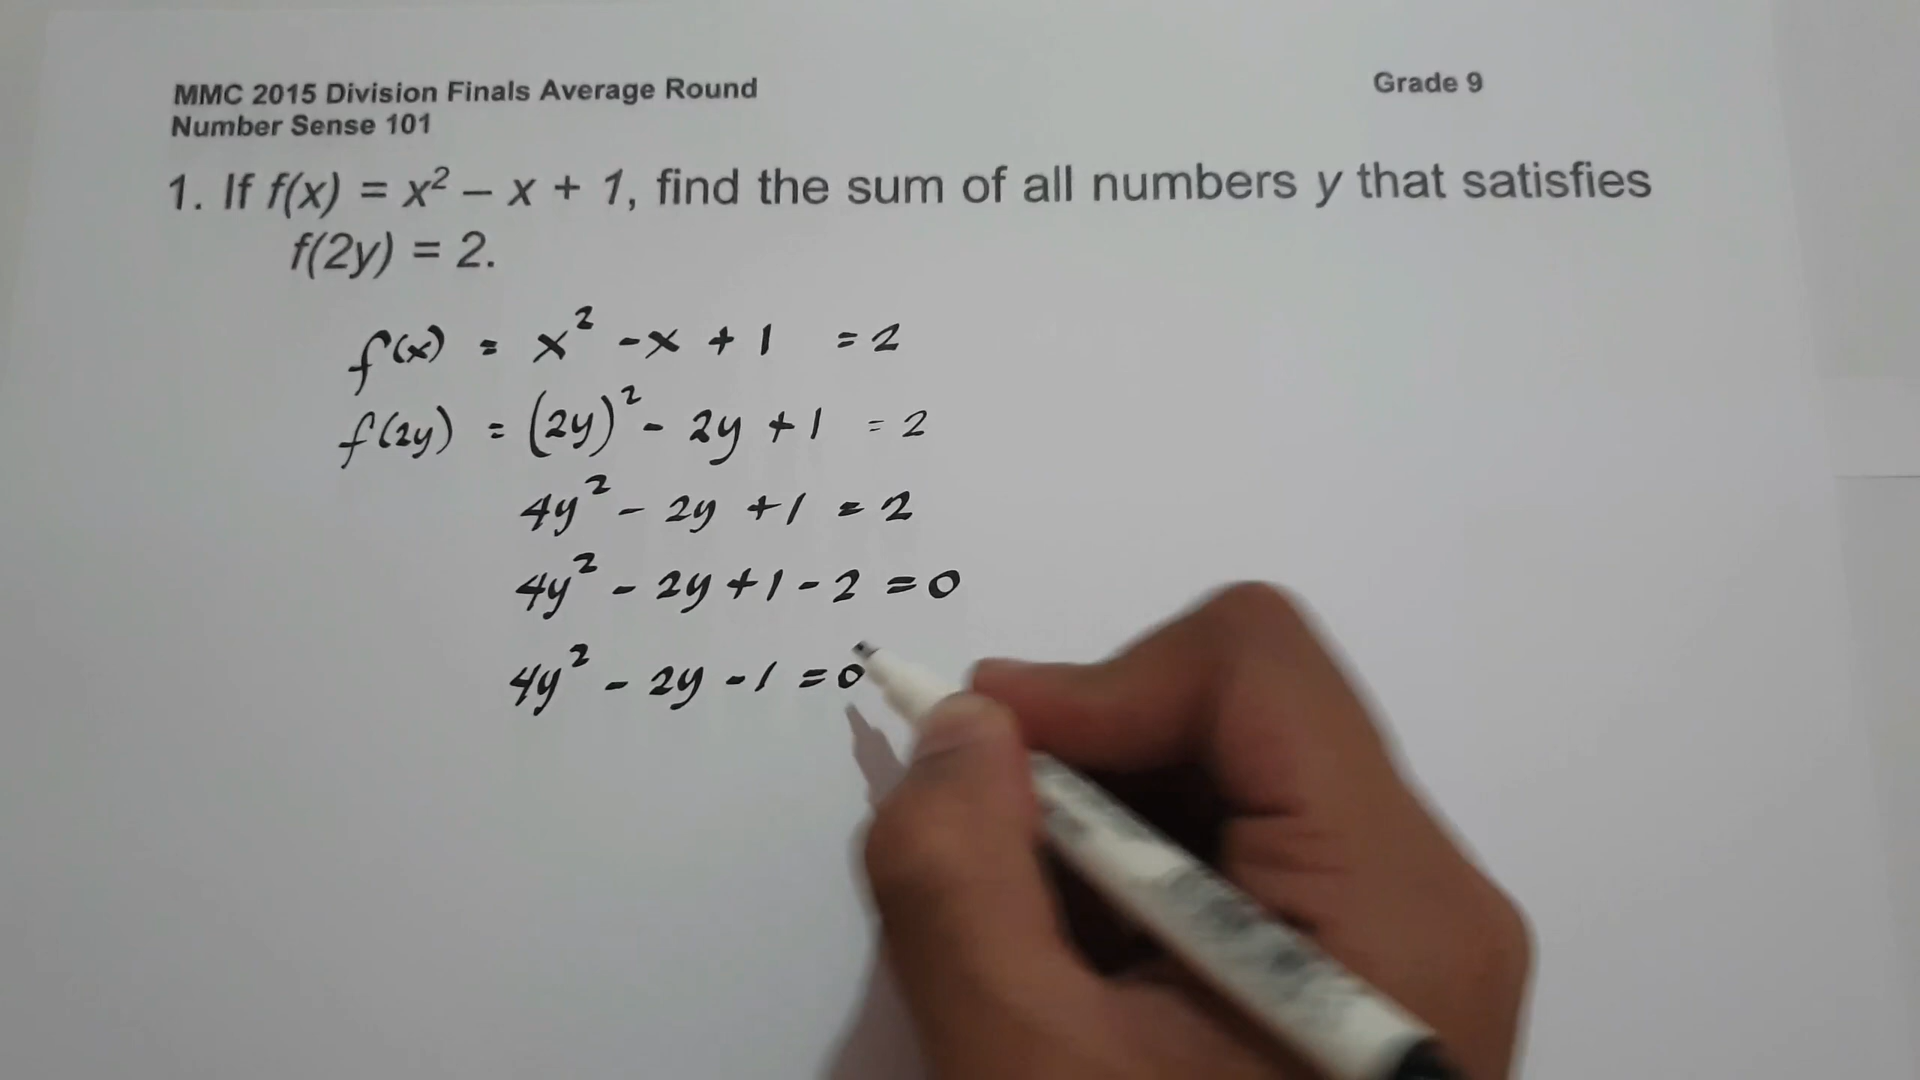 MMC 2015 Division Finals Average Round
Grade 9
Number Sense 101
1. If f(x) = x² – x + 1, find the sum of all numbers y that satisfies
f(2y) = 2.
f(x) = x² - x + 1 = 2
f(2y) = (2y)² - 2y + 1 = 2
4y² - 2y + 1 = 2
4y² - 2y + 1 - 2 = 0
4y² - 2y - 1 = 0